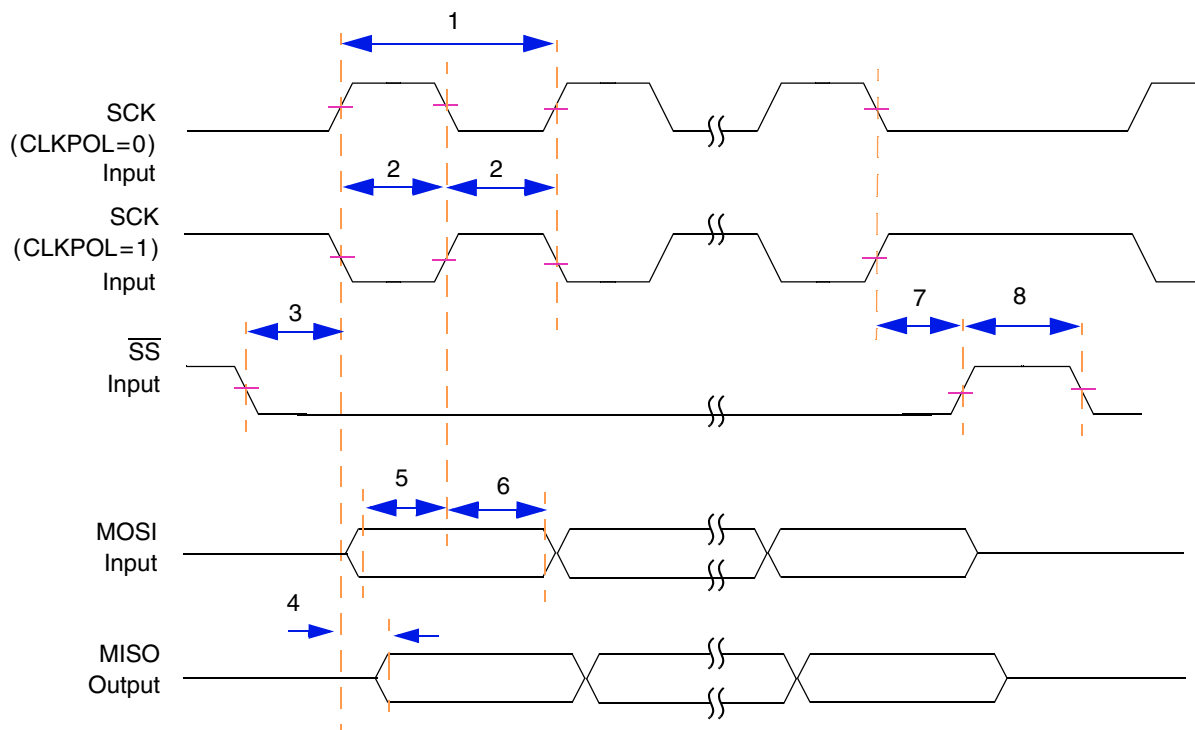 1
SCK
(CLKPOL=0)
Input
2 2
SCK
(CLKPOL=1)
Input
3 7 8
SS
Input
5 6
MOSI
Input
4
MISO
Output